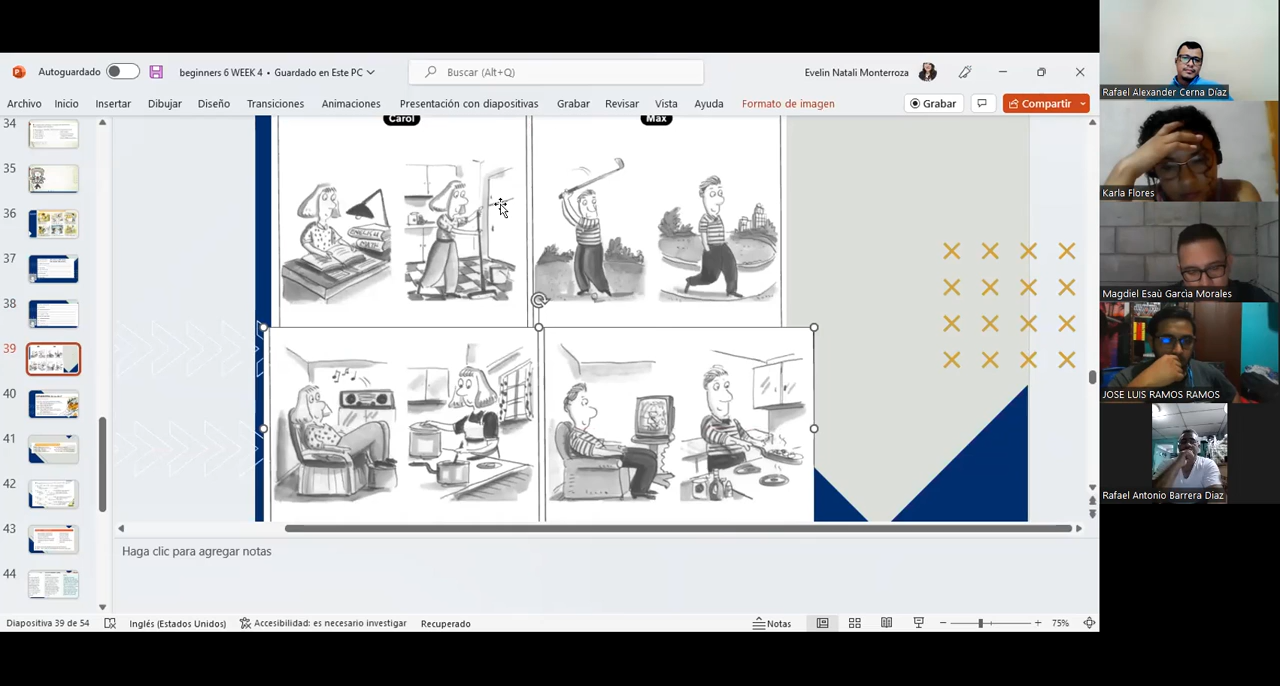 Autoguardado
beginners 6 WEEK 4 • Guardado en Este PC
Buscar (Alt+Q)
Evelin Natali Monterroza
Archivo Inicio Insertar Dibujar Diseño Transiciones Animaciones Presentación con diapositivas Grabar Revisar Vista Ayuda Formato de imagen
Grabar
Compartir
34
35
36
37
38
39
40
41
42
43
44
Carol
Max
Haga clic para agregar notas
Diapositiva 39 de 54
Inglés (Estados Unidos)
Accesibilidad: es necesario investigar
Recuperado
Notas
75%
Rafael Alexander Cerna Díaz
Karla Flores
Magdiel Esaù Garcia Morales
JOSE LUIS RAMOS RAMOS
Rafael Antonio Barrera Diaz